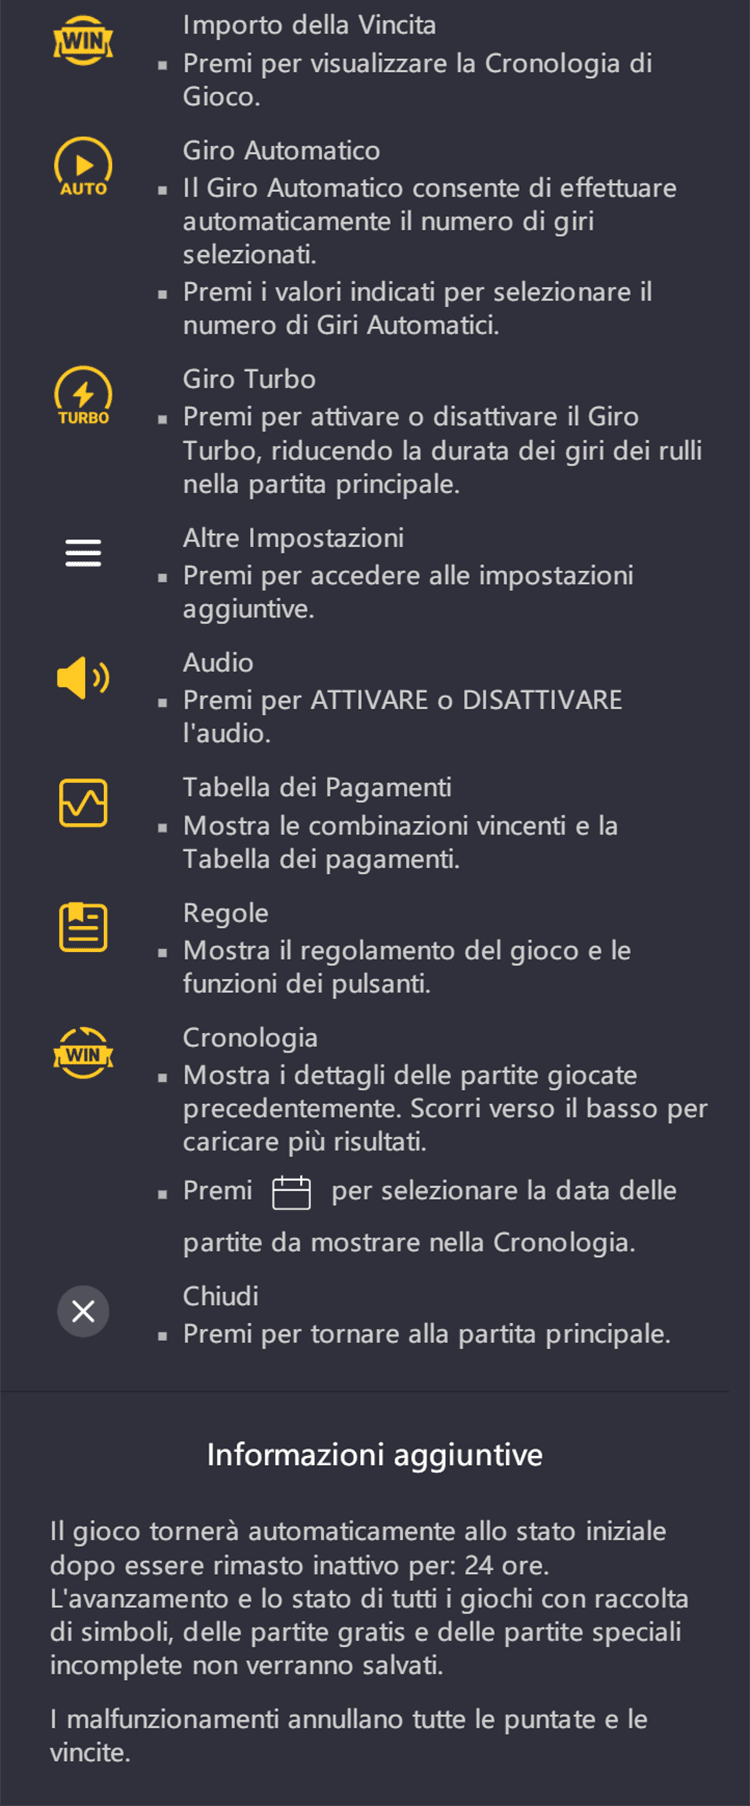 WIN
Importo della Vincita
▪ Premi per visualizzare la Cronologia di
Gioco.
AUTO
Giro Automatico
▪ Il Giro Automatico consente di effettuare
automaticamente il numero di giri
selezionati.
▪ Premi i valori indicati per selezionare il
numero di Giri Automatici.
TURBO
Giro Turbo
▪ Premi per attivare o disattivare il Giro
Turbo, riducendo la durata dei giri dei rulli
nella partita principale.
Altre Impostazioni
▪ Premi per accedere alle impostazioni
aggiuntive.
Audio
▪ Premi per ATTIVARE o DISATTIVARE
l'audio.
Tabella dei Pagamenti
▪ Mostra le combinazioni vincenti e la
Tabella dei pagamenti.
Regole
▪ Mostra il regolamento del gioco e le
funzioni dei pulsanti.
WIN
Cronologia
▪ Mostra i dettagli delle partite giocate
precedentemente. Scorri verso il basso per
caricare più risultati.
▪ Premi per selezionare la data delle
partite da mostrare nella Cronologia.
Chiudi
▪ Premi per tornare alla partita principale.
Informazioni aggiuntive
Il gioco tornerà automaticamente allo stato iniziale
dopo essere rimasto inattivo per: 24 ore.
L'avanzamento e lo stato di tutti i giochi con raccolta
di simboli, delle partite gratis e delle partite speciali
incomplete non verranno salvati.
I malfunzionamenti annullano tutte le puntate e le
vincite.